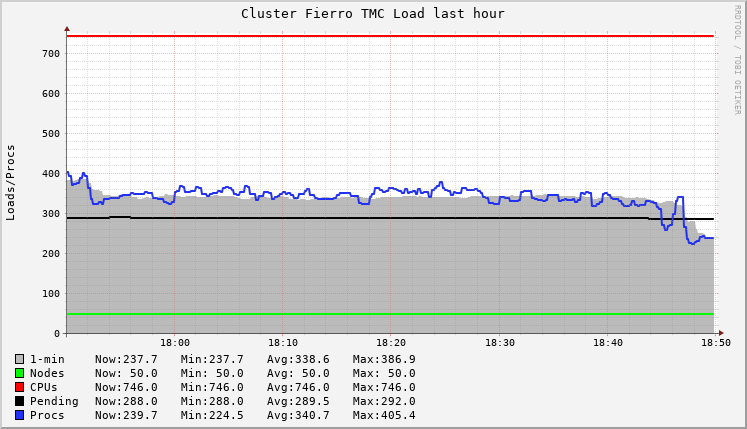 Cluster Fierro TMC Load last hour
RRDTOOL / TOBI OETIKER
Loads/Procs
700
600
500
400
300
200
100
0
18:00 18:10 18:20 18:30 18:40 18:50
1-min Now:237.7 Min:237.7 Avg:338.6 Max:386.9
Nodes Now: 50.0 Min: 50.0 Avg: 50.0 Max: 50.0
CPUs Now:746.0 Min:746.0 Avg:746.0 Max:746.0
Pending Now:288.0 Min:288.0 Avg:289.5 Max:292.0
Procs Now:239.7 Min:224.5 Avg:340.7 Max:405.4